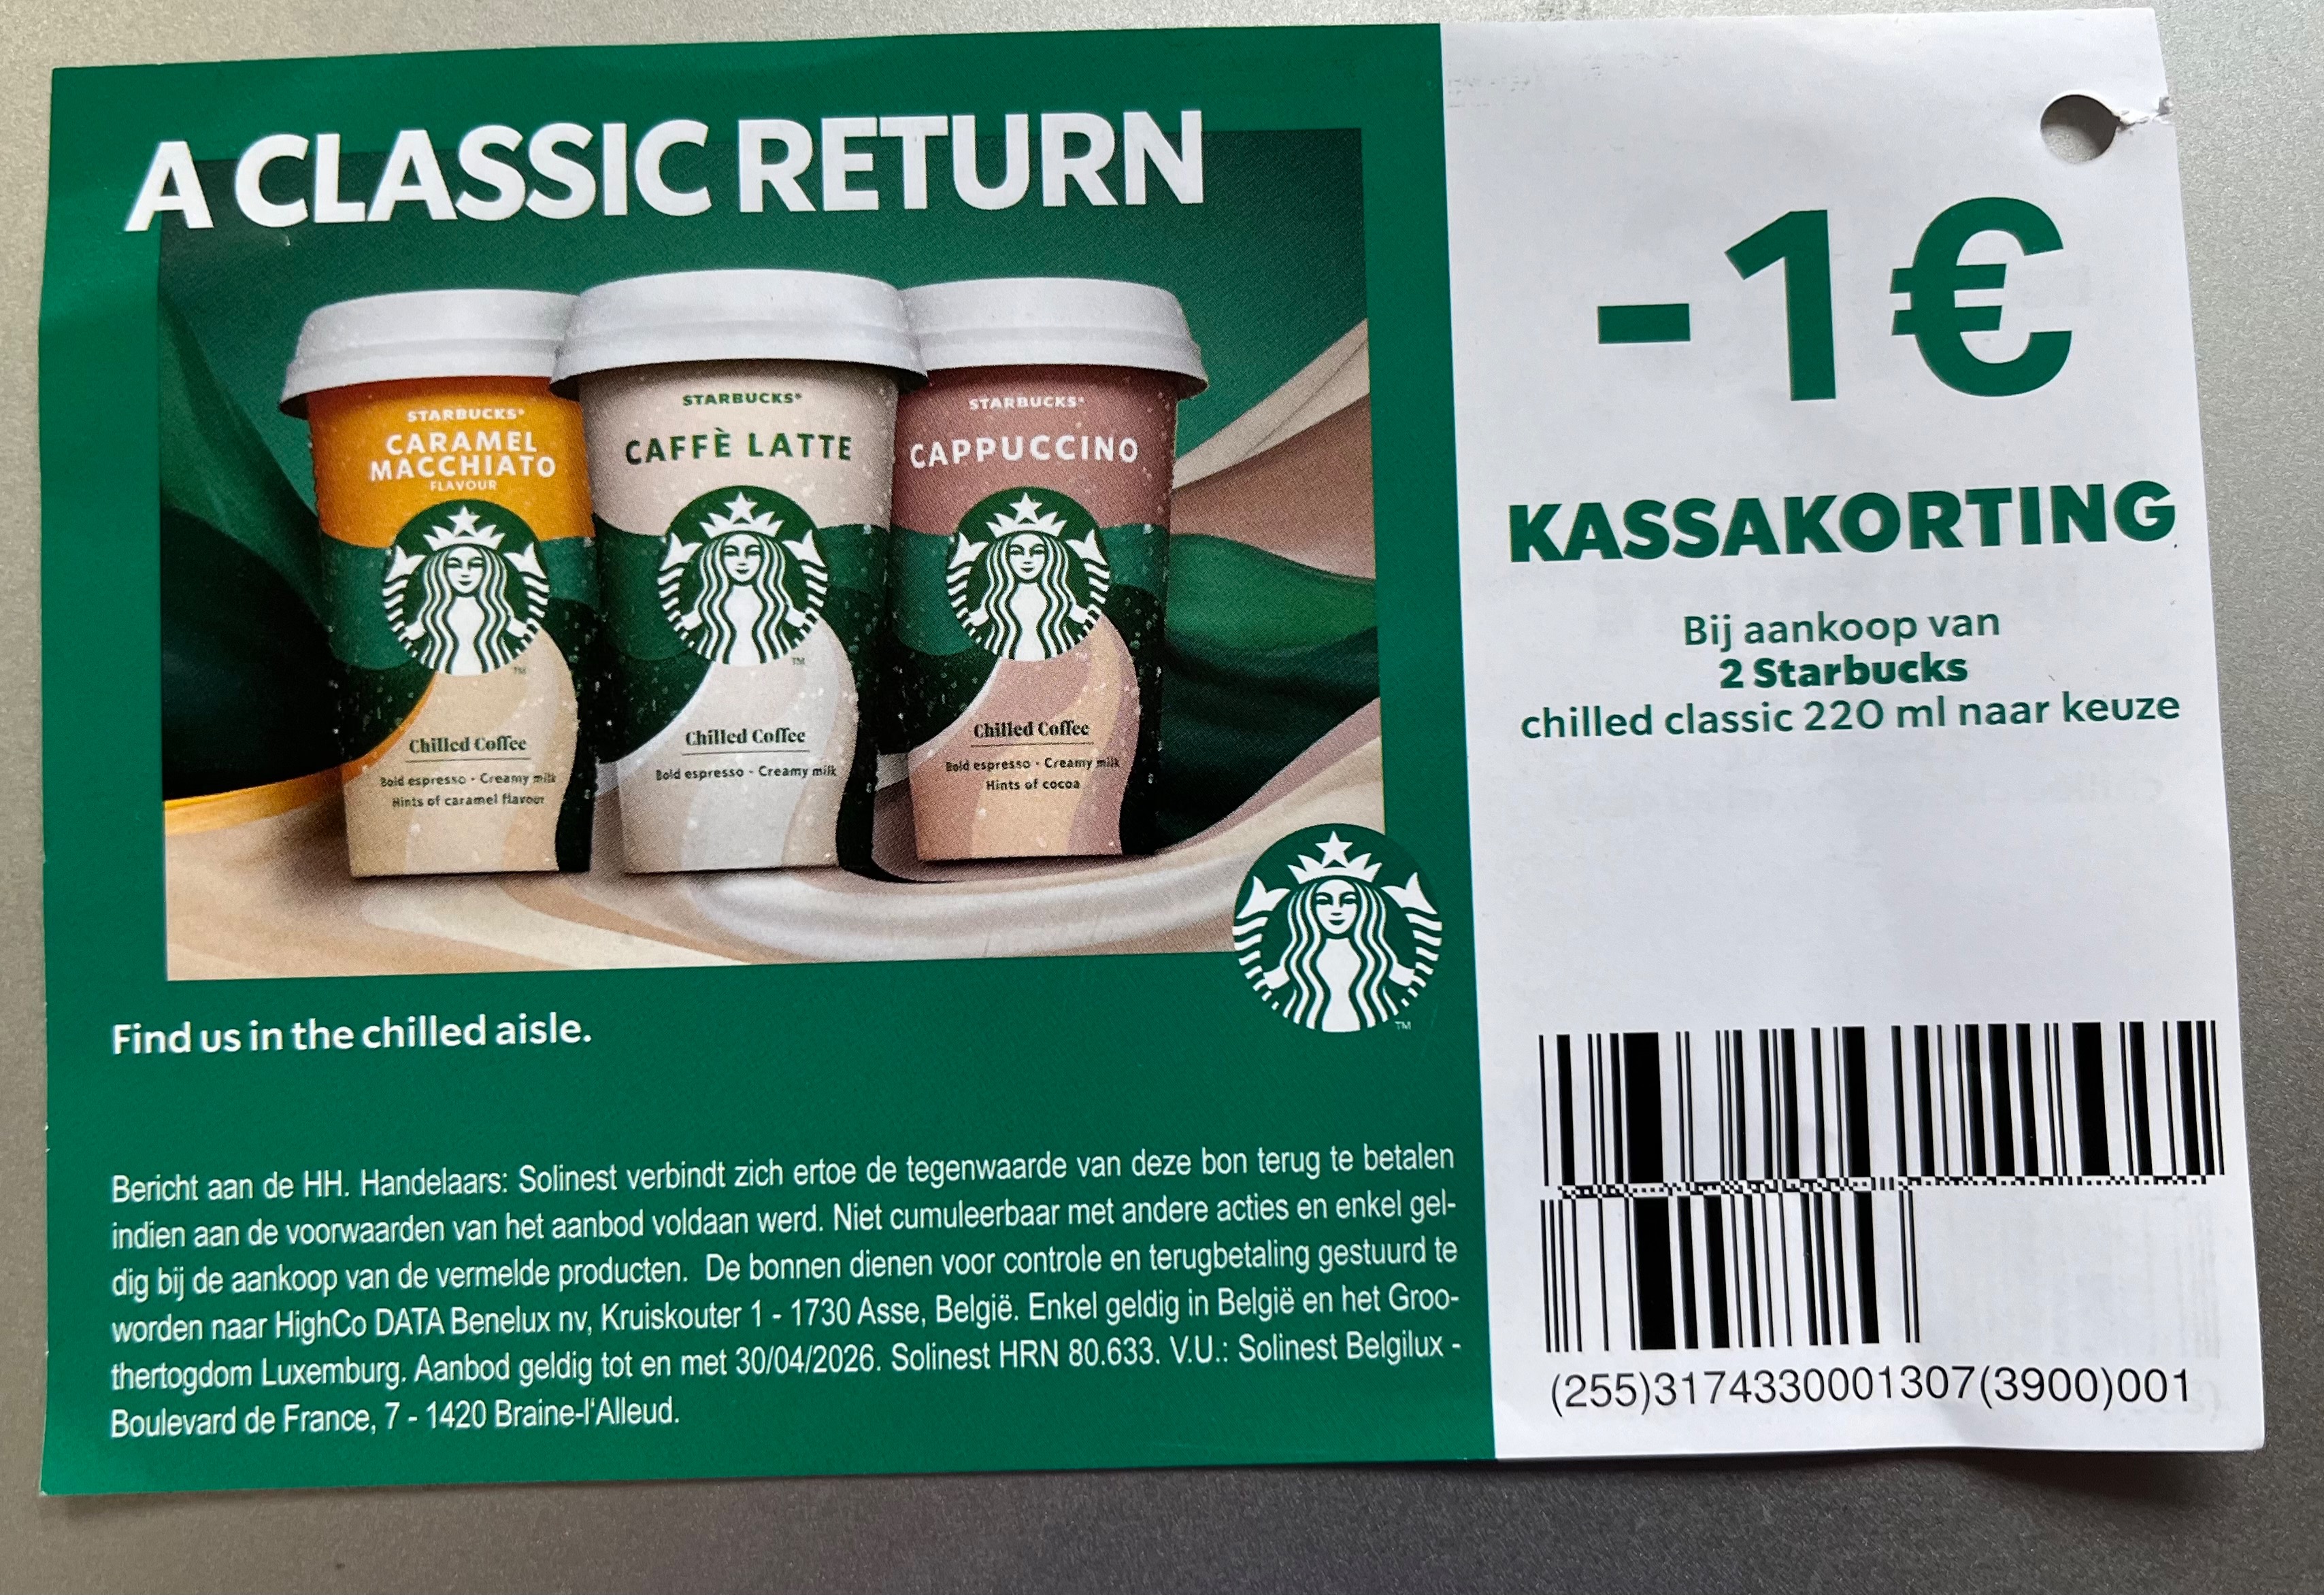 A CLASSIC RETURN
STARBUCKS®
CARAMEL
MACCHIATO
FLAVOUR
TM
Chilled Coffee
Bold espresso - Creamy milk
Hints of caramel flavour
STARBUCKS®
CAFFÈ LATTE
TM
Chilled Coffee
Bold espresso - Creamy milk
STARBUCKS®
CAPPUCCINO
Chilled Coffee
Bold espresso - Creamy milk
Hints of cocoa
TM
Find us in the chilled aisle.
Bericht aan de HH. Handelaars: Solinest verbindt zich ertoe de tegenwaarde van deze bon terug te betalen
indien aan de voorwaarden van het aanbod voldaan werd. Niet cumuleerbaar met andere acties en enkel gel-
dig bij de aankoop van de vermelde producten. De bonnen dienen voor controle en terugbetaling gestuurd te
worden naar HighCo DATA Benelux nv, Kruiskouter 1 - 1730 Asse, België. Enkel geldig in België en het Groo-
thertogdom Luxemburg. Aanbod geldig tot en met 30/04/2026. Solinest HRN 80.633. V.U.: Solinest Belgilux -
Boulevard de France, 7 - 1420 Braine-l'Alleud.
-1€
KASSAKORTING
Bij aankoop van
2 Starbucks
chilled classic 220 ml naar keuze
(255)3174330001307(3900)001